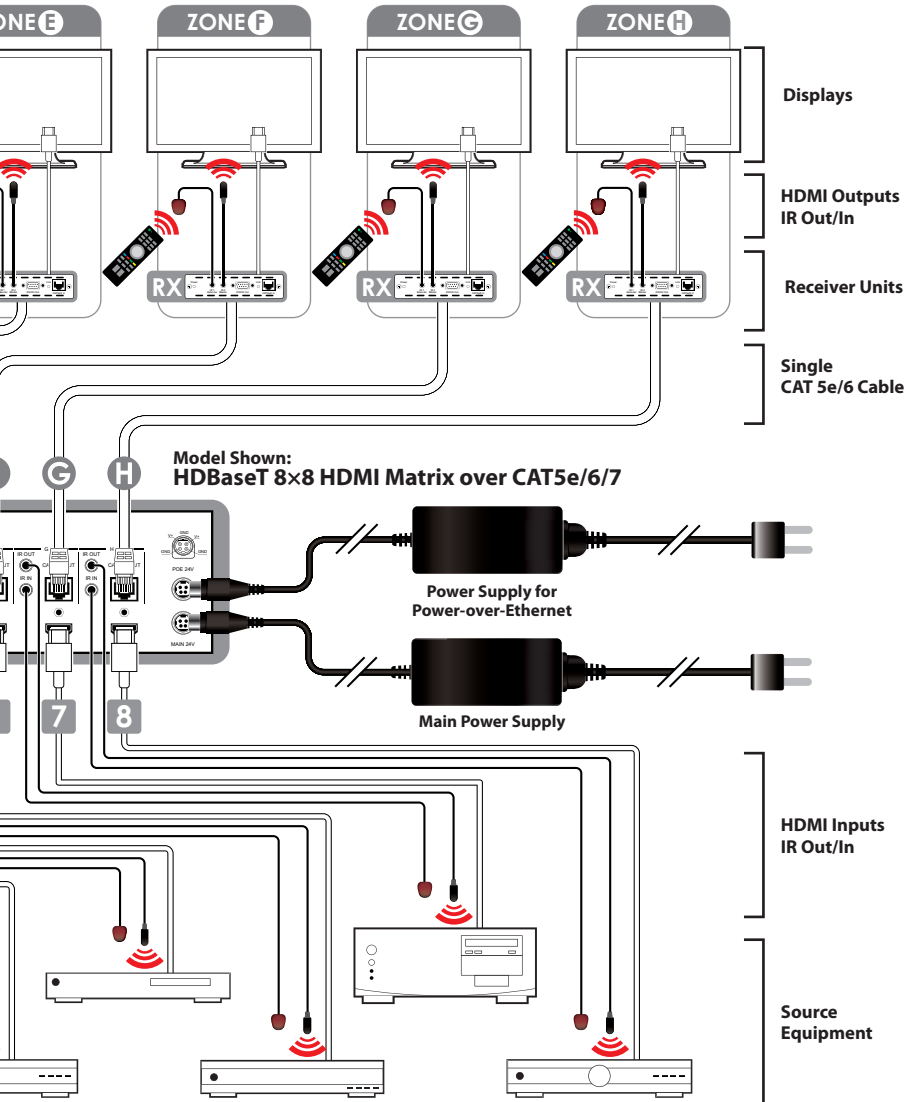 ZONE E
ZONE F
ZONE G
ZONE H
Displays
HDMI Outputs
IR Out/In
RX
RX
RX
Receiver Units
Single
CAT 5e/6 Cable
G
H
Model Shown:
HDBaseT 8×8 HDMI Matrix over CAT5e/6/7
GND
V+
V+
GND
GND
POE 24V
IR OUT
IR IN
IR OUT
IR IN
MAIN 24V
Power Supply for
Power-over-Ethernet
Main Power Supply
7
8
HDMI Inputs
IR Out/In
Source
Equipment